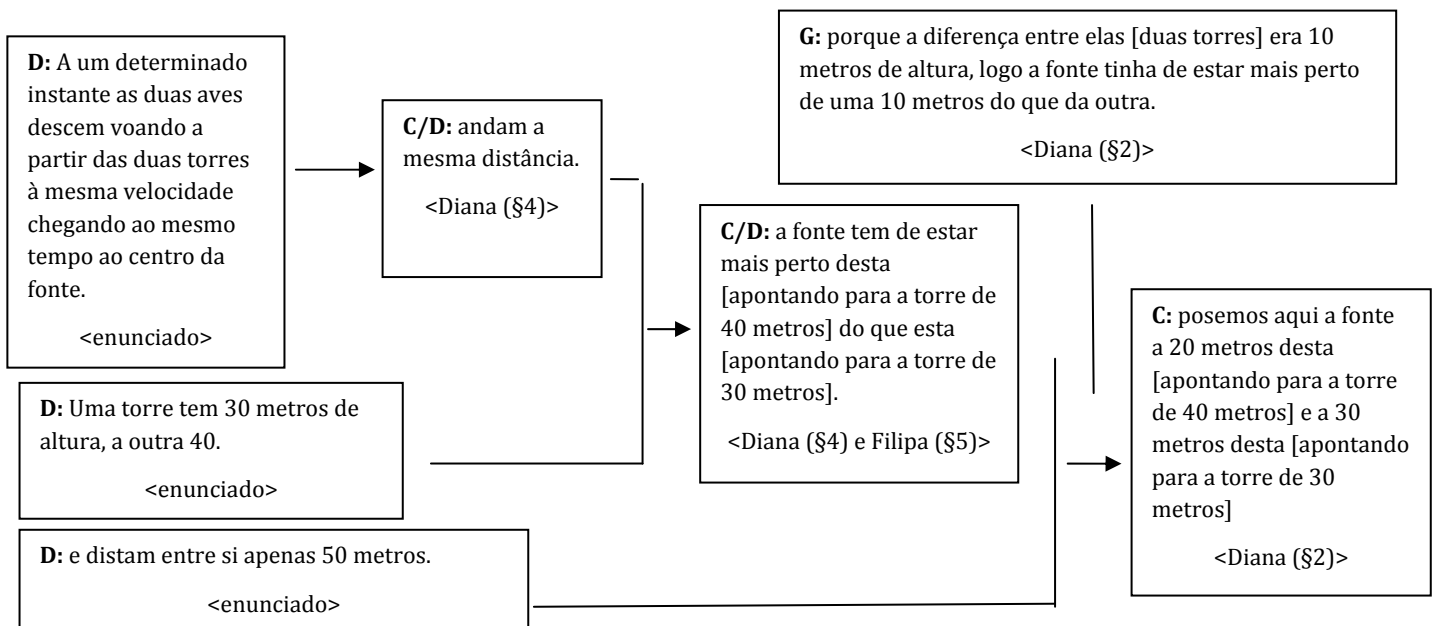 D: A um determinado
instante as duas aves
descem voando a
partir das duas torres
à mesma velocidade
chegando ao mesmo
tempo ao centro da
fonte.
<enunciado>
C/D: andam a
mesma distância.
<Diana (§4)>
G: porque a diferença entre elas [duas torres] era 10
metros de altura, logo a fonte tinha de estar mais perto
de uma 10 metros do que da outra.
<Diana (§2)>
D: Uma torre tem 30 metros de
altura, a outra 40.
<enunciado>
C/D: a fonte tem de estar
mais perto desta
[apontando para a torre de
40 metros] do que esta
[apontando para a torre de
30 metros].
<Diana (§4) e Filipa (§5)>
D: e distam entre si apenas 50 metros.
<enunciado>
C: posemos aqui a fonte
a 20 metros desta
[apontando para a torre
de 40 metros] e a 30
metros desta [apontando
para a torre de 30
metros]
<Diana (§2)>